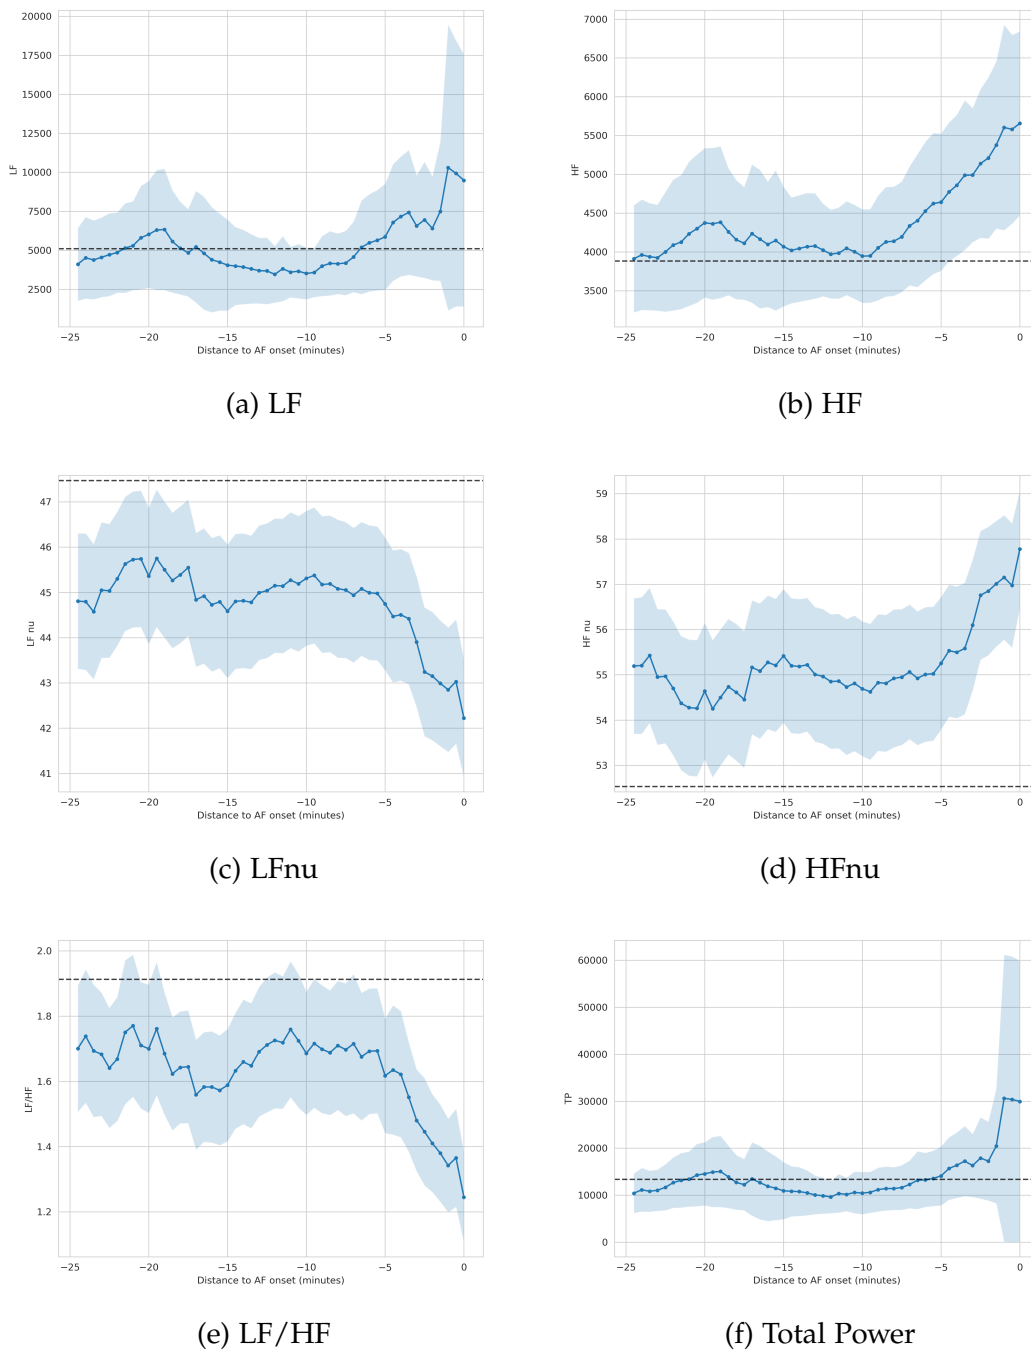 20000
17500
15000
12500
10000
7500
5000
2500
LF
−25 −20 −15 −10 −5 0
Distance to AF onset (minutes)
(a) LF
7000
6500
6000
5500
5000
4500
4000
3500
HF
−25 −20 −15 −10 −5 0
Distance to AF onset (minutes)
(b) HF
47
46
45
44
43
42
41
LF nu
−25 −20 −15 −10 −5 0
Distance to AF onset (minutes)
(c) LFnu
59
58
57
56
55
54
53
HF nu
−25 −20 −15 −10 −5 0
Distance to AF onset (minutes)
(d) HFnu
2.0
1.8
1.6
1.4
1.2
LF/HF
−25 −20 −15 −10 −5 0
Distance to AF onset (minutes)
(e) LF/HF
60000
50000
40000
30000
20000
10000
0
TP
−25 −20 −15 −10 −5 0
Distance to AF onset (minutes)
(f) Total Power